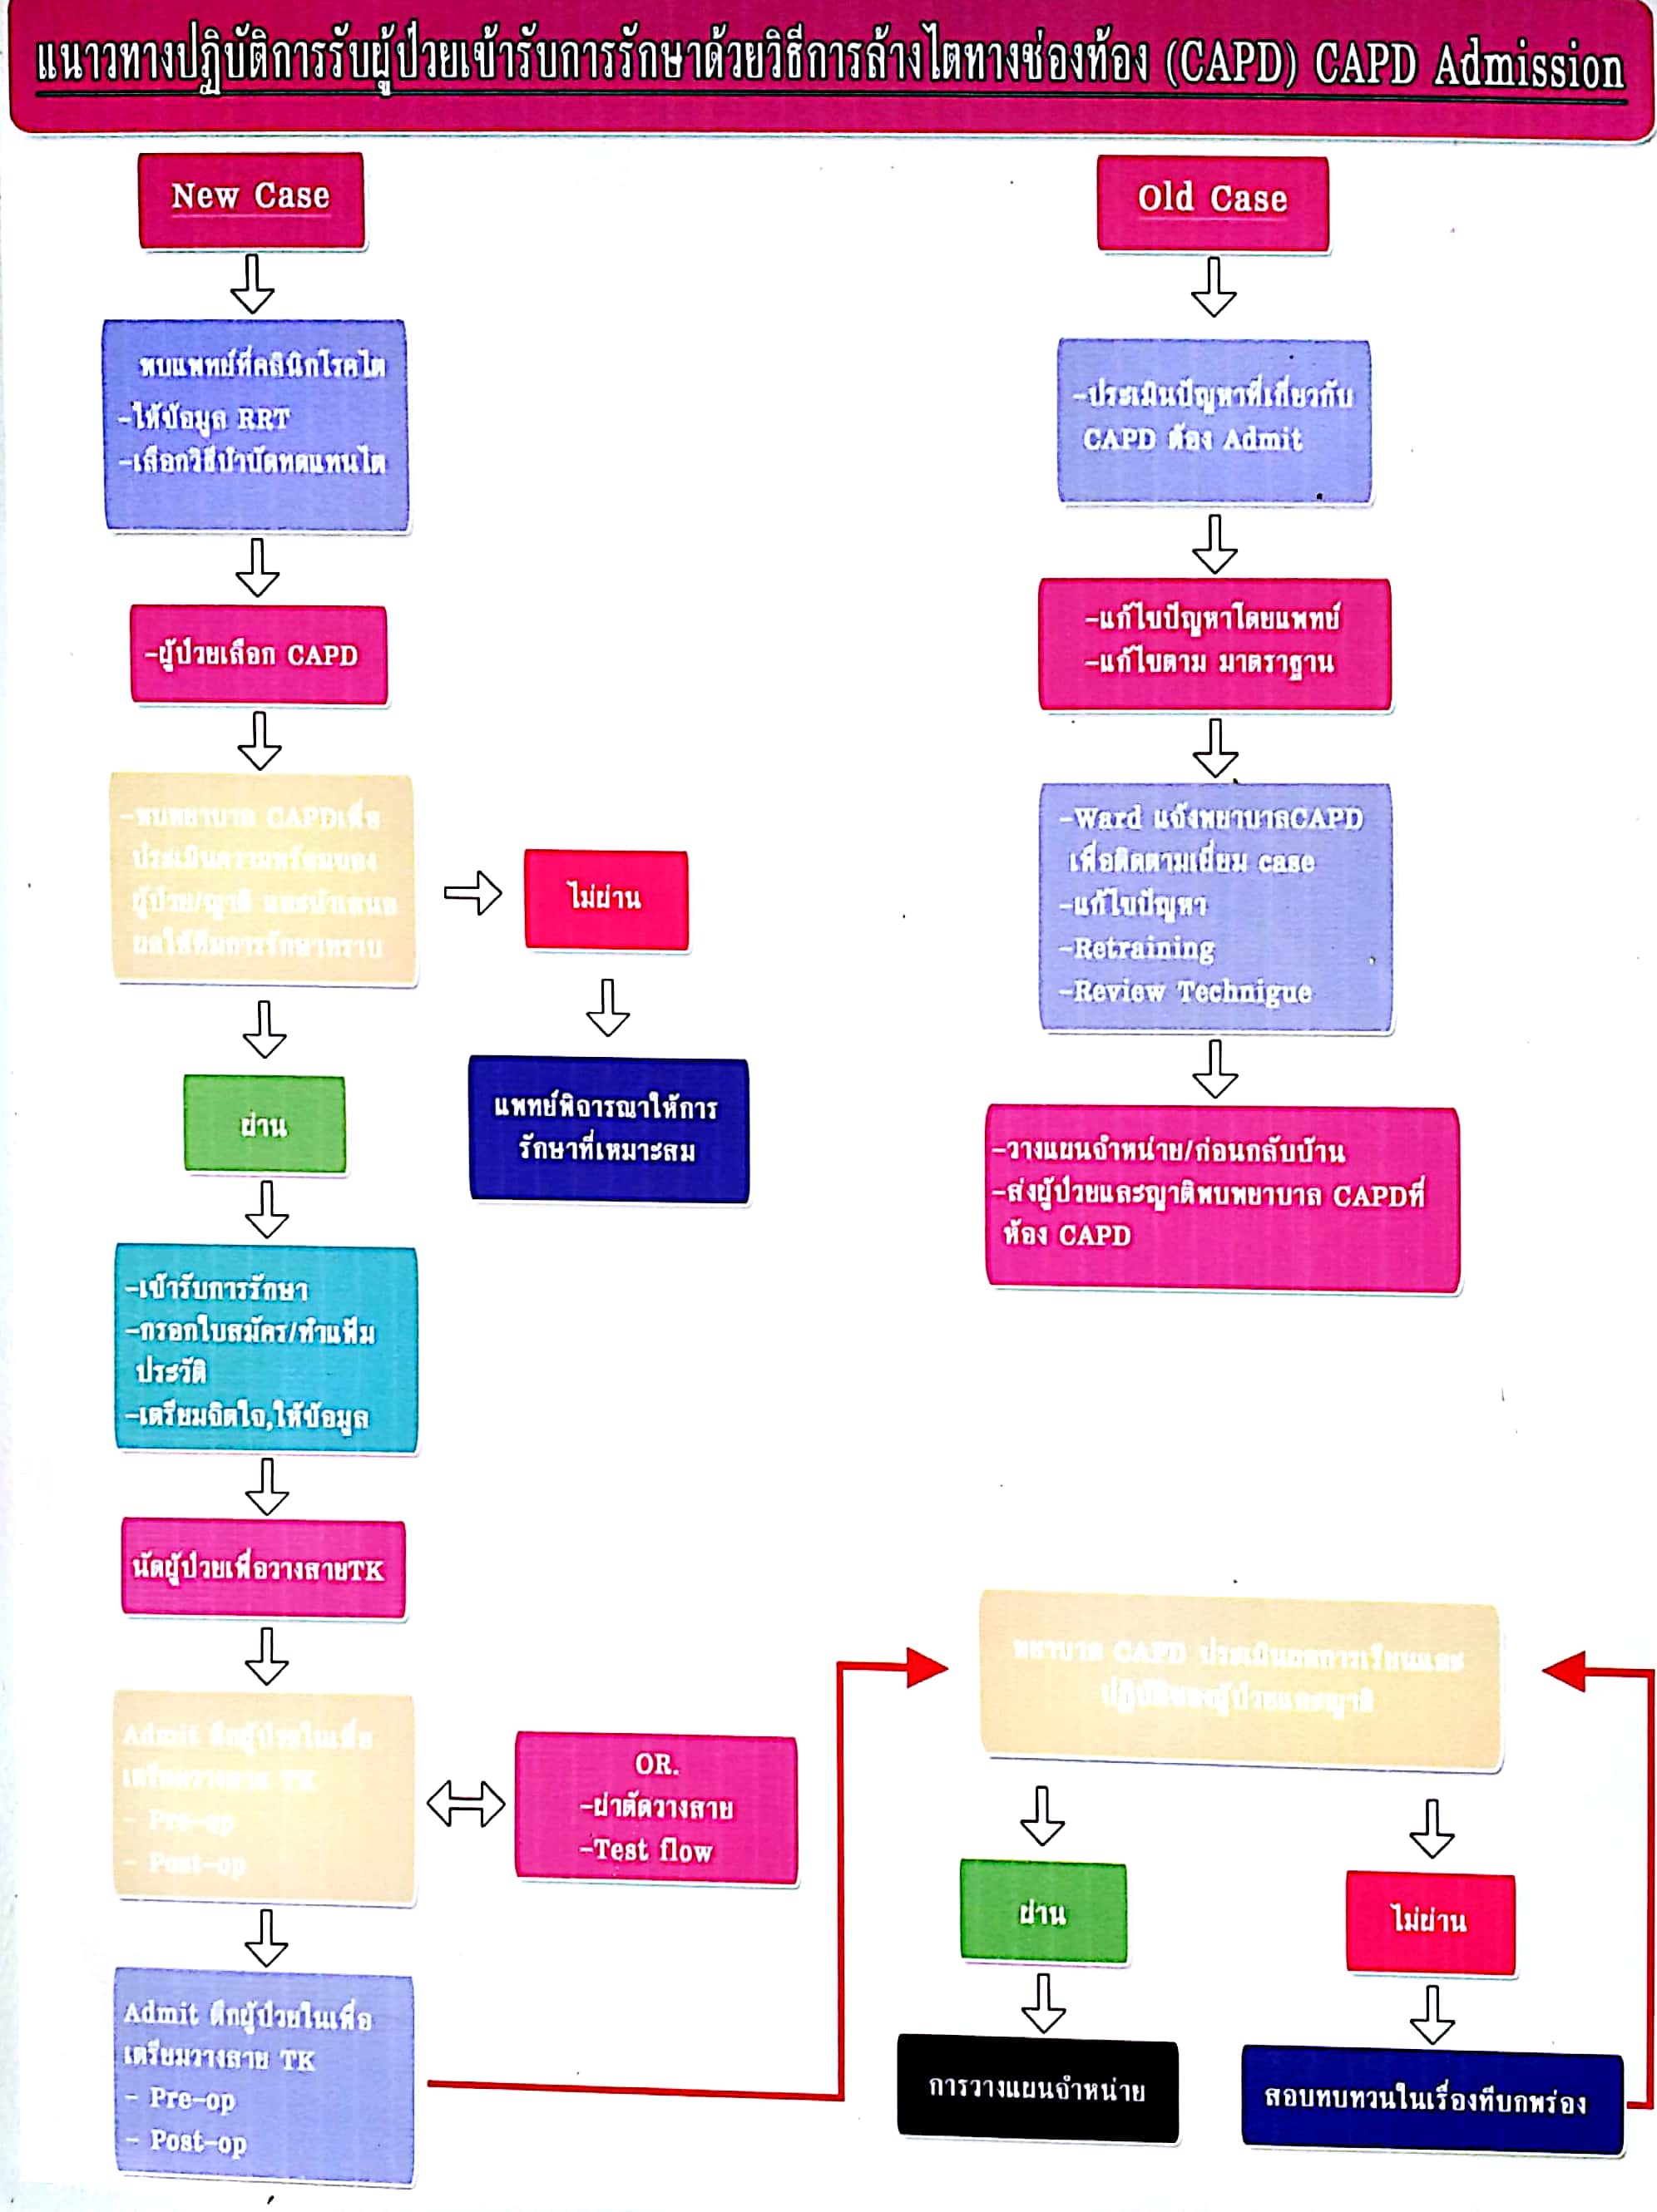 แนวทางปฏิบัติการรับผู้ป่วยเข้ารับการรักษาด้วยวิธีการล้างไตทางช่องท้อง (CAPD) CAPD Admission
New Case
พบแพทย์ที่คลินิกโรคไต
-ให้ข้อมูล RRT
-เลือกวิธีบำบัดทดแทนไต
-ผู้ป่วยเลือก CAPD
-พบพยาบาล CAPDเพื่อ
ประเมินความพร้อมของ
ผู้ป่วย/ญาติ และนำเสนอ
ผลให้ทีมการรักษาทราบ
ไม่ผ่าน
แพทย์พิจารณาให้การ
รักษาที่เหมาะสม
ผ่าน
-เข้ารับการรักษา
-กรอกใบสมัคร/ทำแฟ้ม
ประวัติ
-เตรียมจิตใจ,ให้ข้อมูล
นัดผู้ป่วยเพื่อวางสายTK
Admit ตึกผู้ป่วยในเพื่อ
เตรียมวางสาย TK
- Pre-op
- Post-op
OR.
-ผ่าตัดวางสาย
-Test flow
Admit ตึกผู้ป่วยในเพื่อ
เตรียมวางสาย TK
- Pre-op
- Post-op
Old Case
-ประเมินปัญหาที่เกี่ยวกับ
CAPD ต้อง Admit
-แก้ไขปัญหาโดยแพทย์
-แก้ไขตาม มาตราฐาน
-Ward แจ้งพยาบาลCAPD
เพื่อติดตามเยี่ยม case
-แก้ไขปัญหา
-Retraining
-Review Technigue
-วางแผนจำหน่าย/ก่อนกลับบ้าน
-ส่งผู้ป่วยและญาติพบพยาบาล CAPDที่
ห้อง CAPD
พยาบาล CAPD ประเมินผลการเรียนและ
ปฏิบัติของผู้ป่วยและญาติ
ผ่าน
ไม่ผ่าน
การวางแผนจำหน่าย
สอบทบทวนในเรื่องที่บกพร่อง